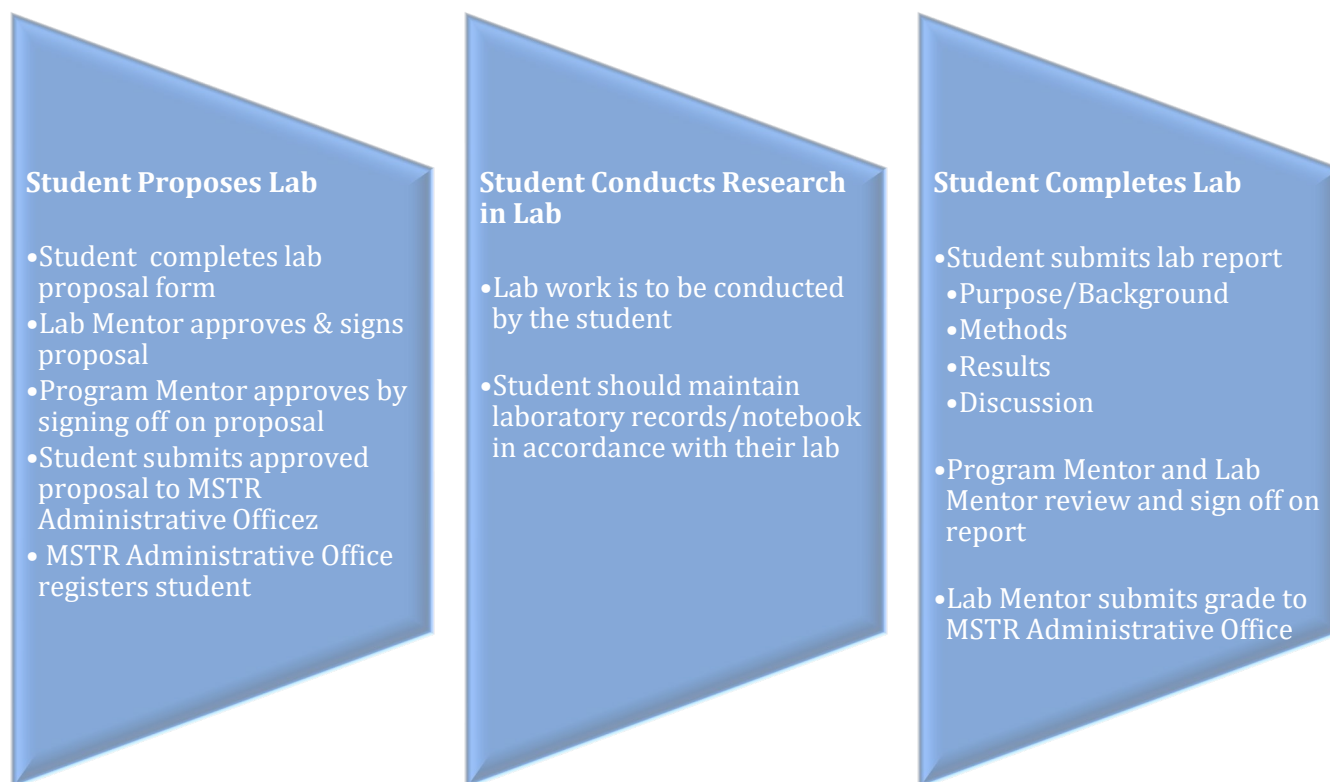 Student Proposes Lab
•Student  completes lab
proposal form
•Lab Mentor approves & signs
proposal
•Program Mentor approves by
signing off on proposal
•Student submits approved
proposal to MSTR
Administrative Officez
• MSTR Administrative Office
registers student
Student Conducts Research
in Lab
•Lab work is to be conducted
by the student
•Student should maintain
laboratory records/notebook
in accordance with their lab
Student Completes Lab
•Student submits lab report
•Purpose/Background
•Methods
•Results
•Discussion
•Program Mentor and Lab
Mentor review and sign off on
report
•Lab Mentor submits grade to
MSTR Administrative Office